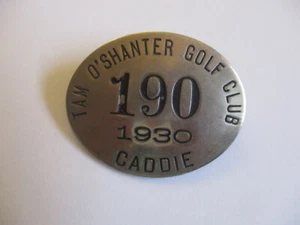 TAM O'SHANTER GOLF CLUB
190
1930
CADDIE